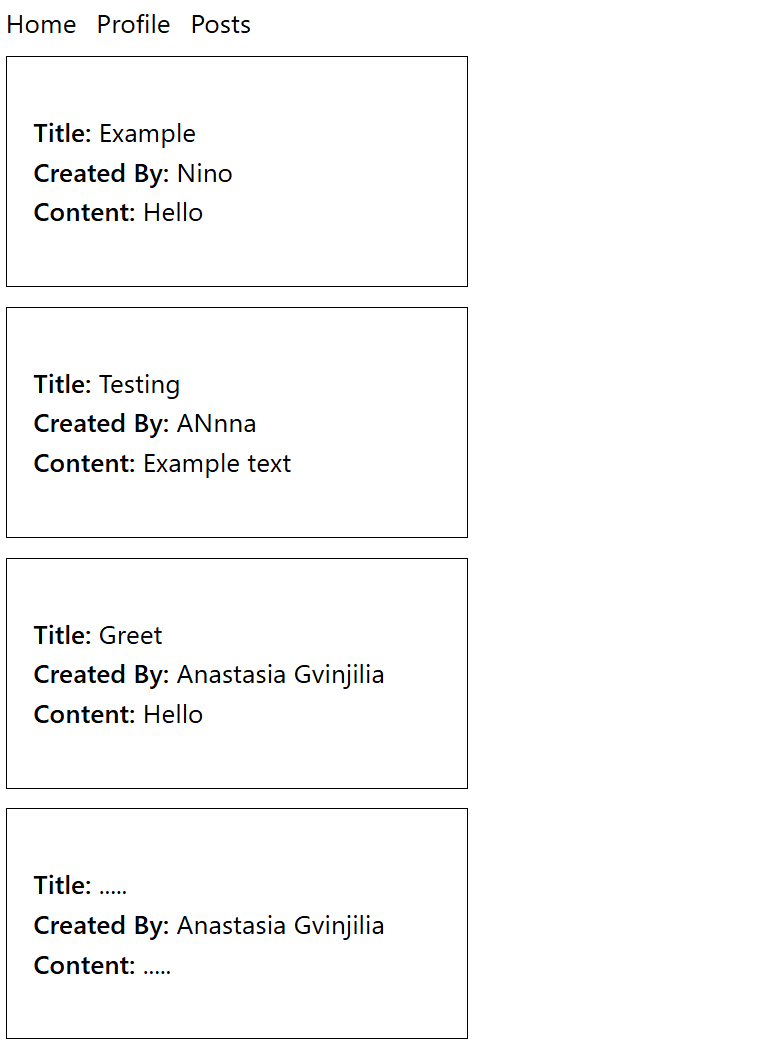 Home Profile Posts
Title: Example
Created By: Nino
Content: Hello
Title: Testing
Created By: ANnna
Content: Example text
Title: Greet
Created By: Anastasia Gvinjilia
Content: Hello
Title: .....
Created By: Anastasia Gvinjilia
Content: .....